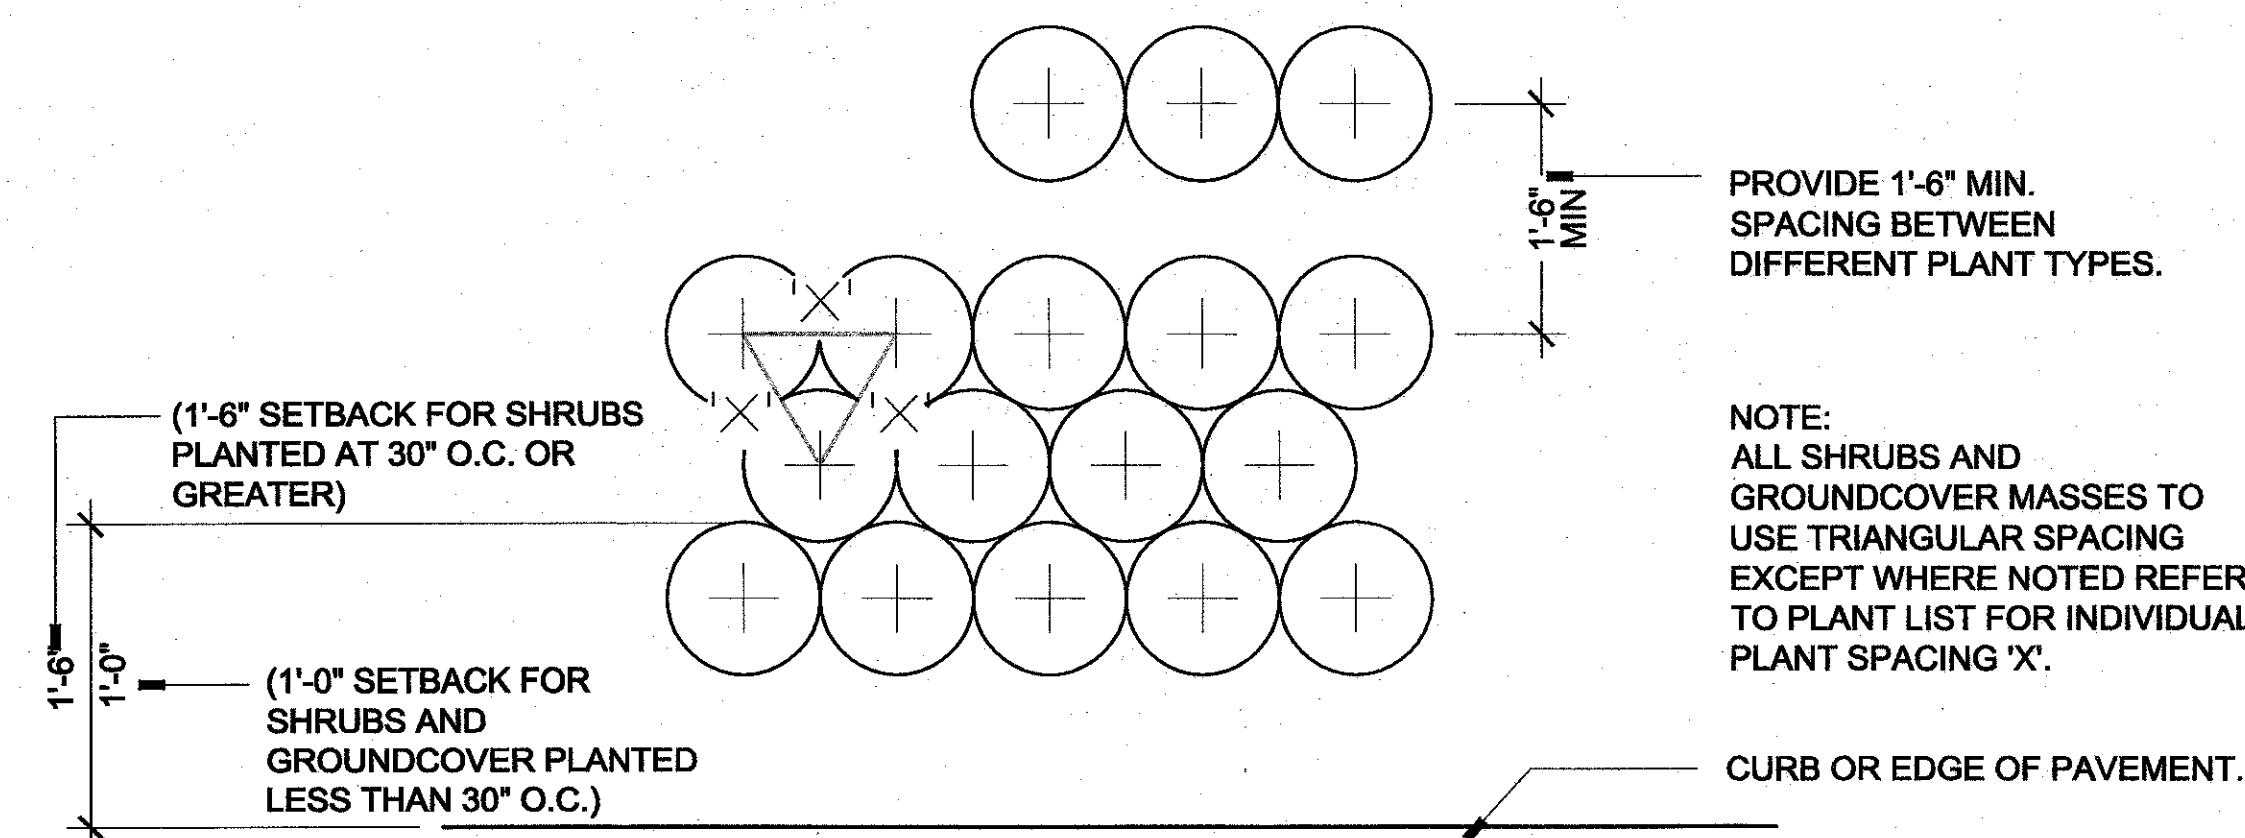 1'-6"
MIN
PROVIDE 1'-6" MIN.
SPACING BETWEEN
DIFFERENT PLANT TYPES.
X
X
X
(1'-6" SETBACK FOR SHRUBS
PLANTED AT 30" O.C. OR
GREATER)
NOTE:
ALL SHRUBS AND
GROUNDCOVER MASSES TO
USE TRIANGULAR SPACING
EXCEPT WHERE NOTED REFER
TO PLANT LIST FOR INDIVIDUAL
PLANT SPACING 'X'.
1'-6"
1'-0"
(1'-0" SETBACK FOR
SHRUBS AND
GROUNDCOVER PLANTED
LESS THAN 30" O.C.)
CURB OR EDGE OF PAVEMENT.